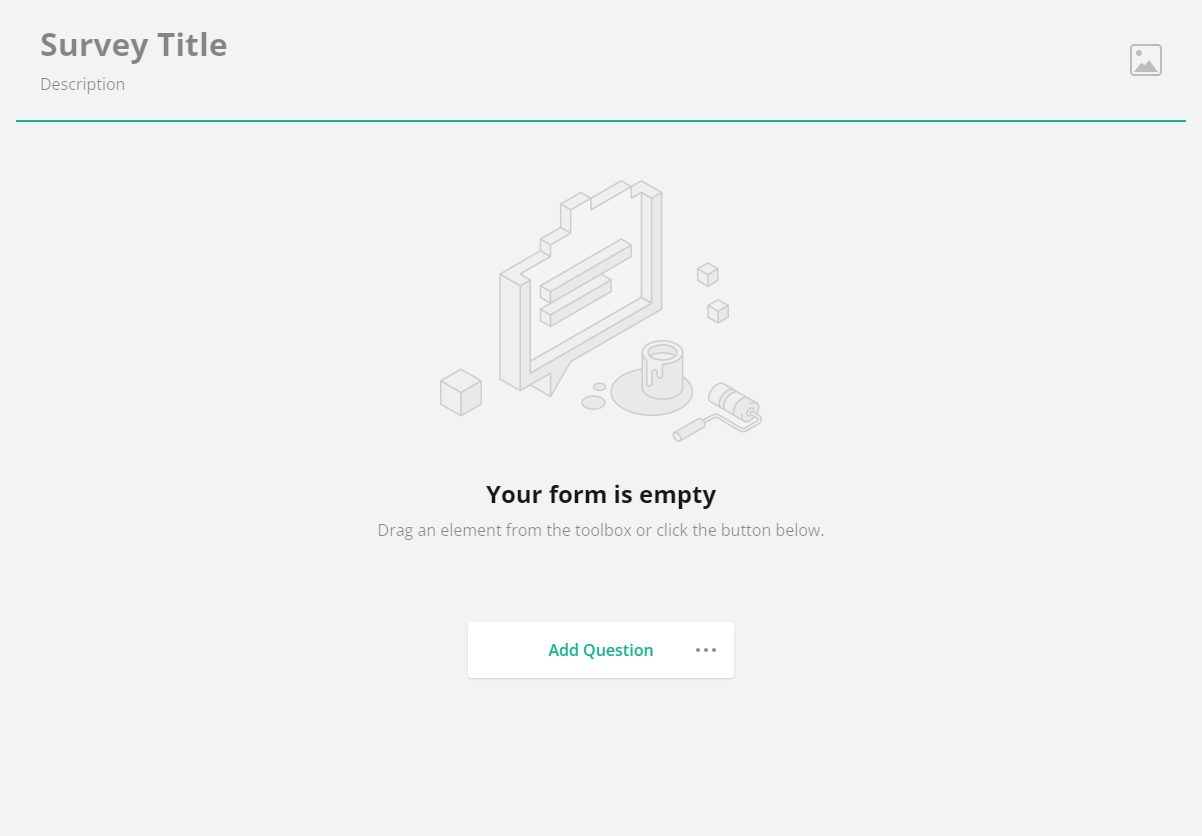 Survey Title
Description
Your form is empty
Drag an element from the toolbox or click the button below.
Add Question